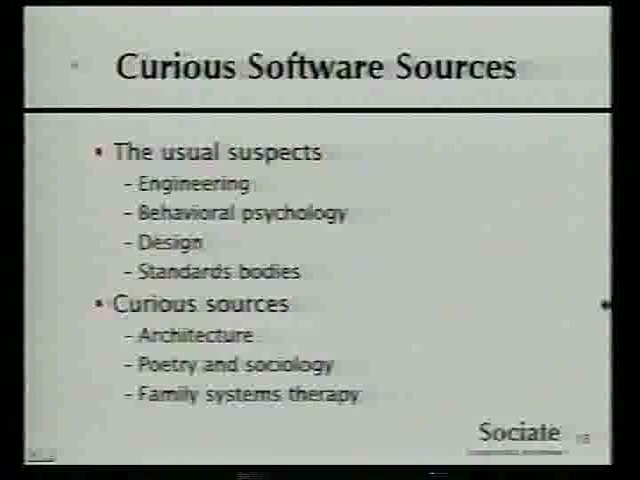 Curious Software Sources
• The usual suspects
– Engineering
– Behavioral psychology
– Design
– Standards bodies
• Curious sources
– Architecture
– Poetry and sociology
– Family systems therapy
Sociate